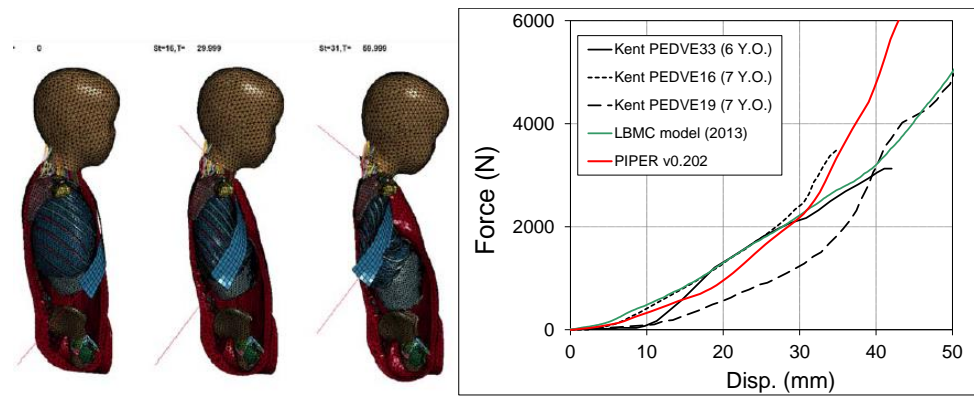 0
St=16,T= 29.999
St=31,T= 59.999
6000
4000
2000
0
Force (N)
Kent PEDVE33 (6 Y.O.)
Kent PEDVE16 (7 Y.O.)
Kent PEDVE19 (7 Y.O.)
LBMC model (2013)
PIPER v0.202
0 10 20 30 40 50
Disp. (mm)